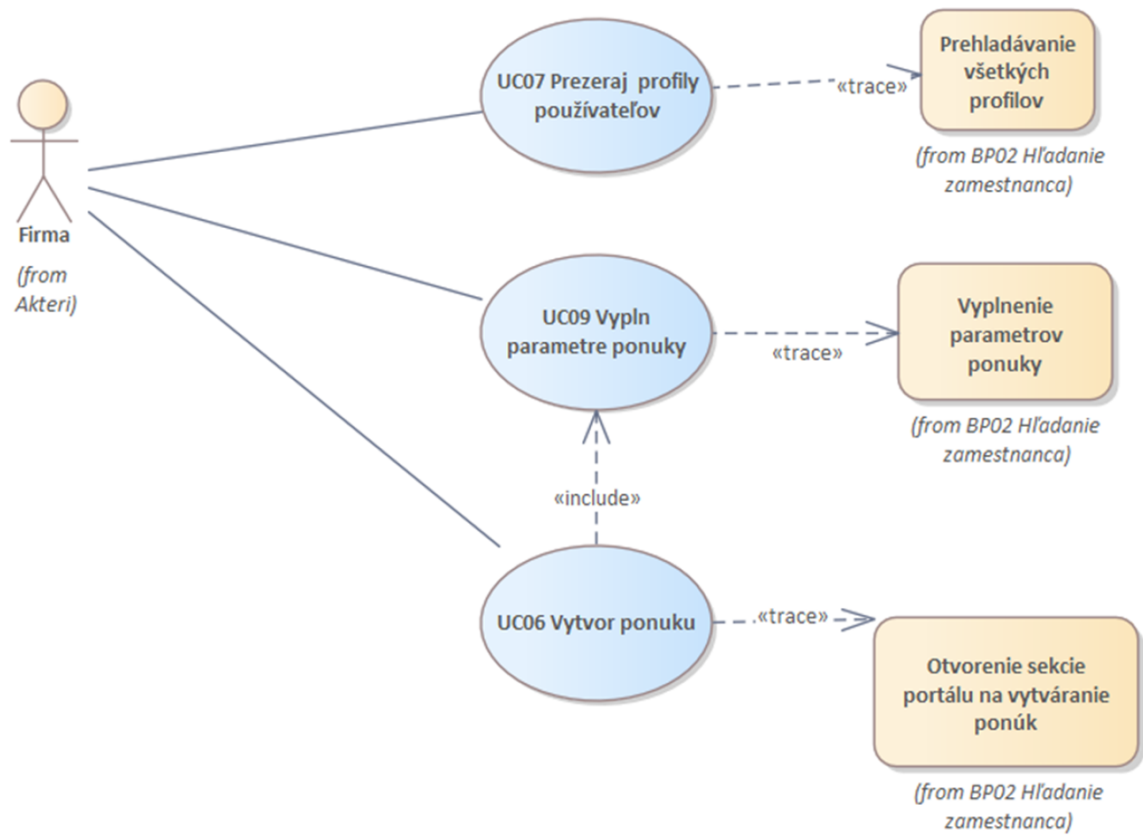 UC07 Prezeraj profily
používateľov
«trace»
Prehladávanie
všetkých
profilov
(from BP02 Hľadanie
zamestnanca)
Firma
(from
Akteri)
UC09 Vypln
parametre ponuky
«trace»
Vyplnenie
parametrov
ponuky
(from BP02 Hľadanie
zamestnanca)
«include»
UC06 Vytvor ponuku
«trace»
Otvorenie sekcie
portálu na vytváranie
ponúk
(from BP02 Hľadanie
zamestnanca)